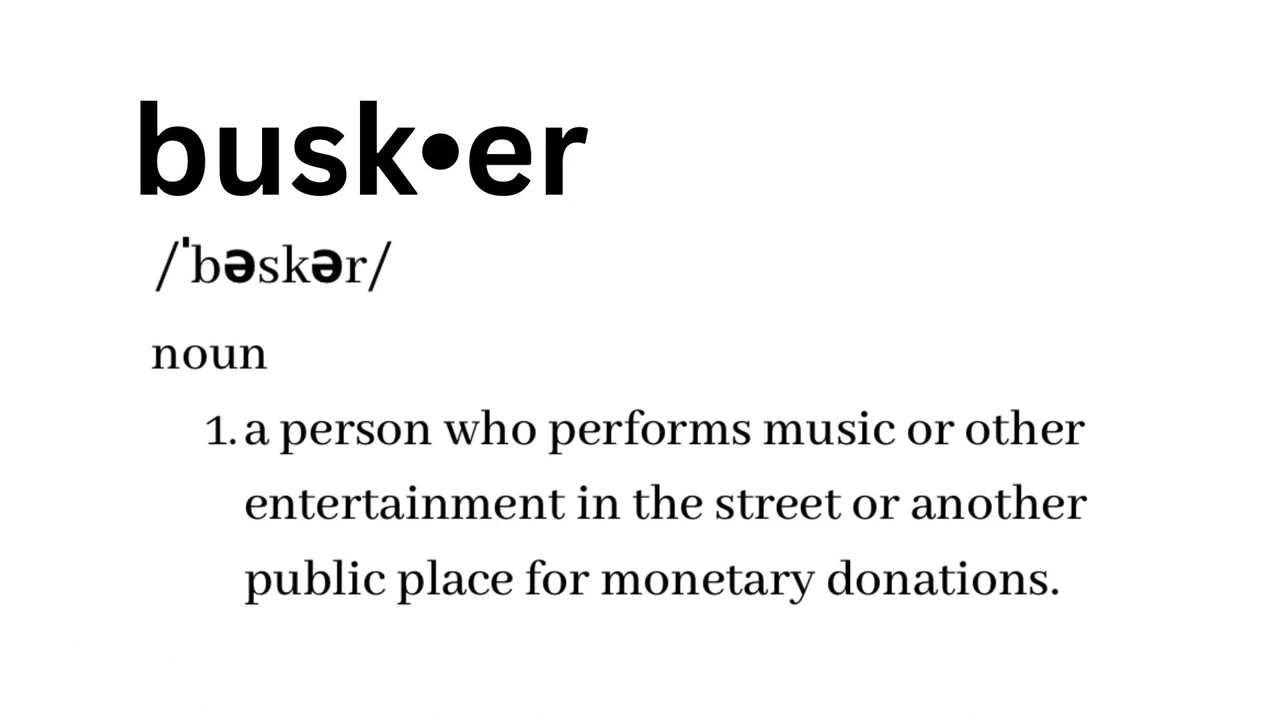 busk•er
/ˈbəskər/
noun
1. a person who performs music or other
entertainment in the street or another
public place for monetary donations.